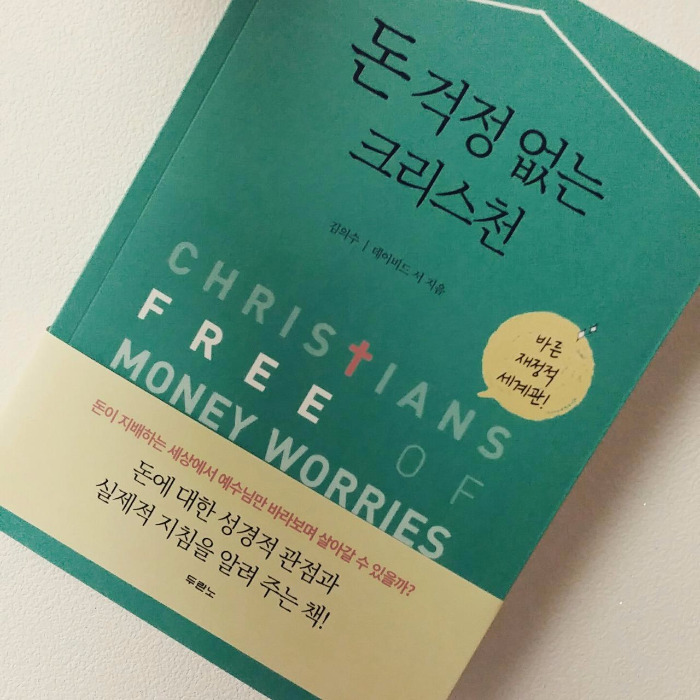 돈 걱정 없는
크리스천
김의수 | 데이비드 서 지음
바른
재정적
세계관!
CHRISTIANS
FREE OF
MONEY WORRIES
돈이 지배하는 세상에서 예수님만 바라보며 살아갈 수 있을까?
돈에 대한 성경적 관점과
실제적 지침을 알려 주는 책!
두란노